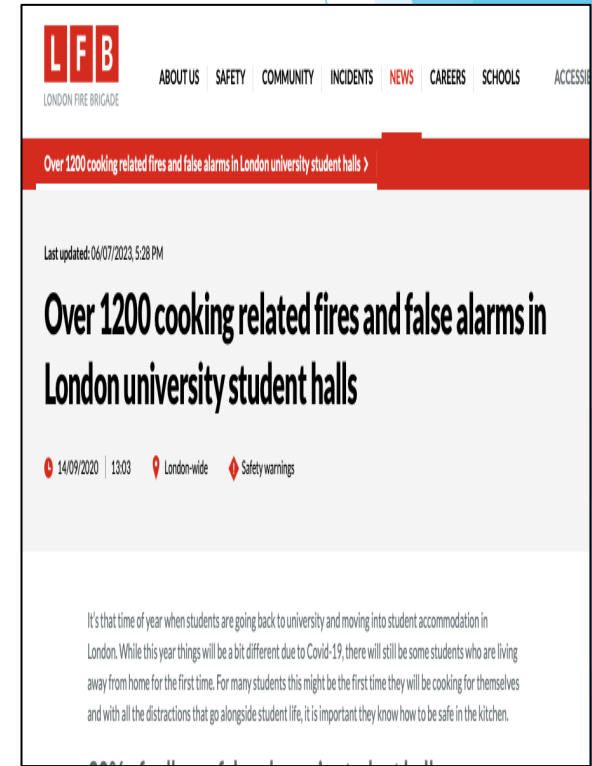 LFB
LONDON FIRE BRIGADE
ABOUT US SAFETY COMMUNITY INCIDENTS NEWS CAREERS SCHOOLS
Over 1200 cooking related fires and false alarms in London university student halls >
Last updated: 06/07/2023, 5:28 PM
Over 1200 cooking related fires and false alarms in
London university student halls
14/09/2020 13:03 London-wide Safety warnings
It's that time of year when students are going back to university and moving into student accommodation in
London. While this year things will be a bit different due to Covid-19, there will still be some students who are living
away from home for the first time. For many students this might be the first time they will be cooking for themselves
and with all the distractions that go alongside student life, it is important they know how to be safe in the kitchen.